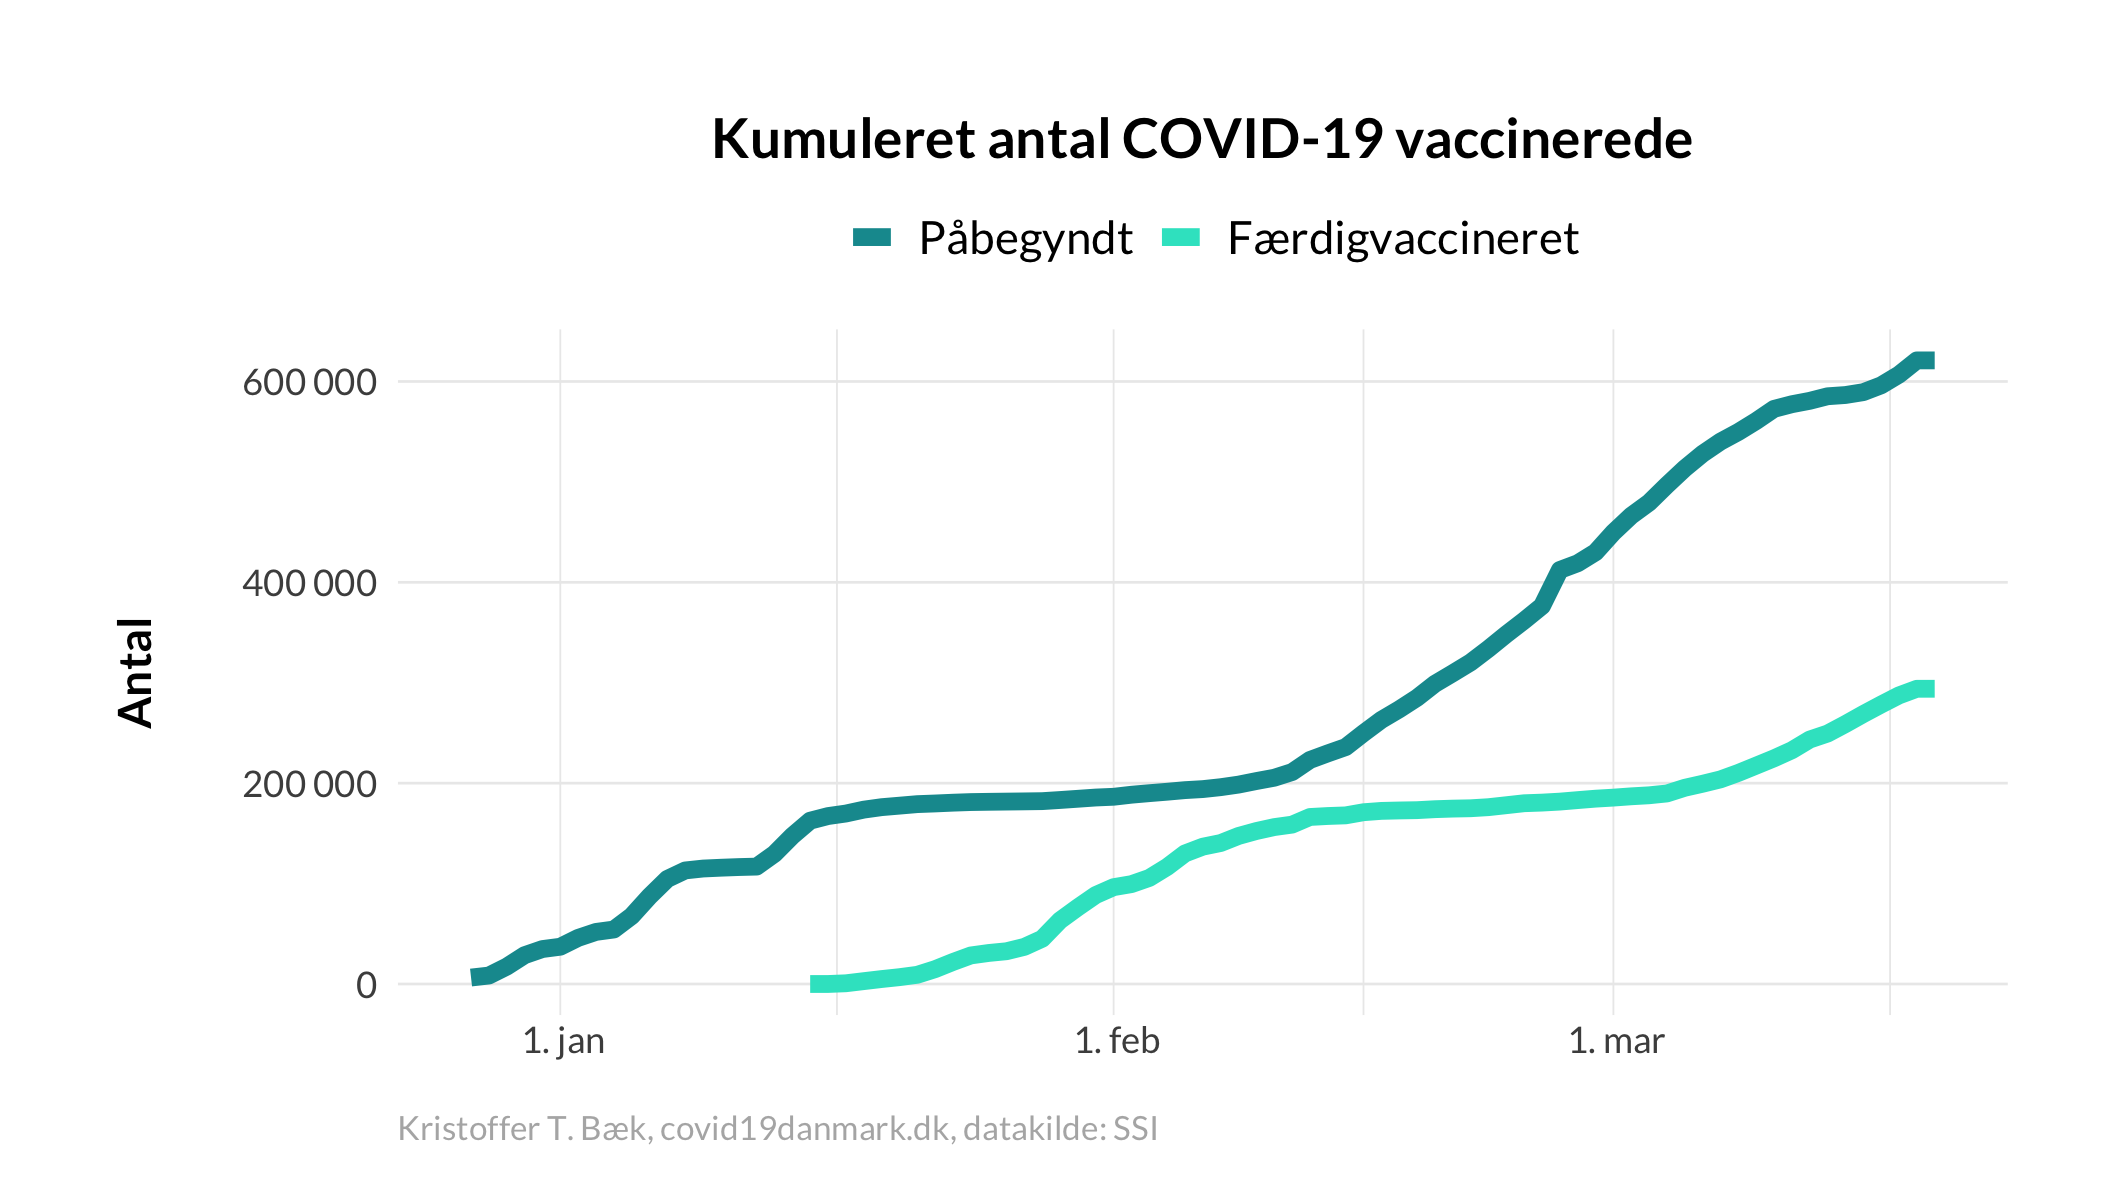 Kumuleret antal COVID-19 vaccinerede
Påbegyndt Færdigvaccineret
Antal
600 000
400 000
200 000
0
1. jan 1. feb 1. mar
Kristoffer T. Bæk, covid19danmark.dk, datakilde: SSI